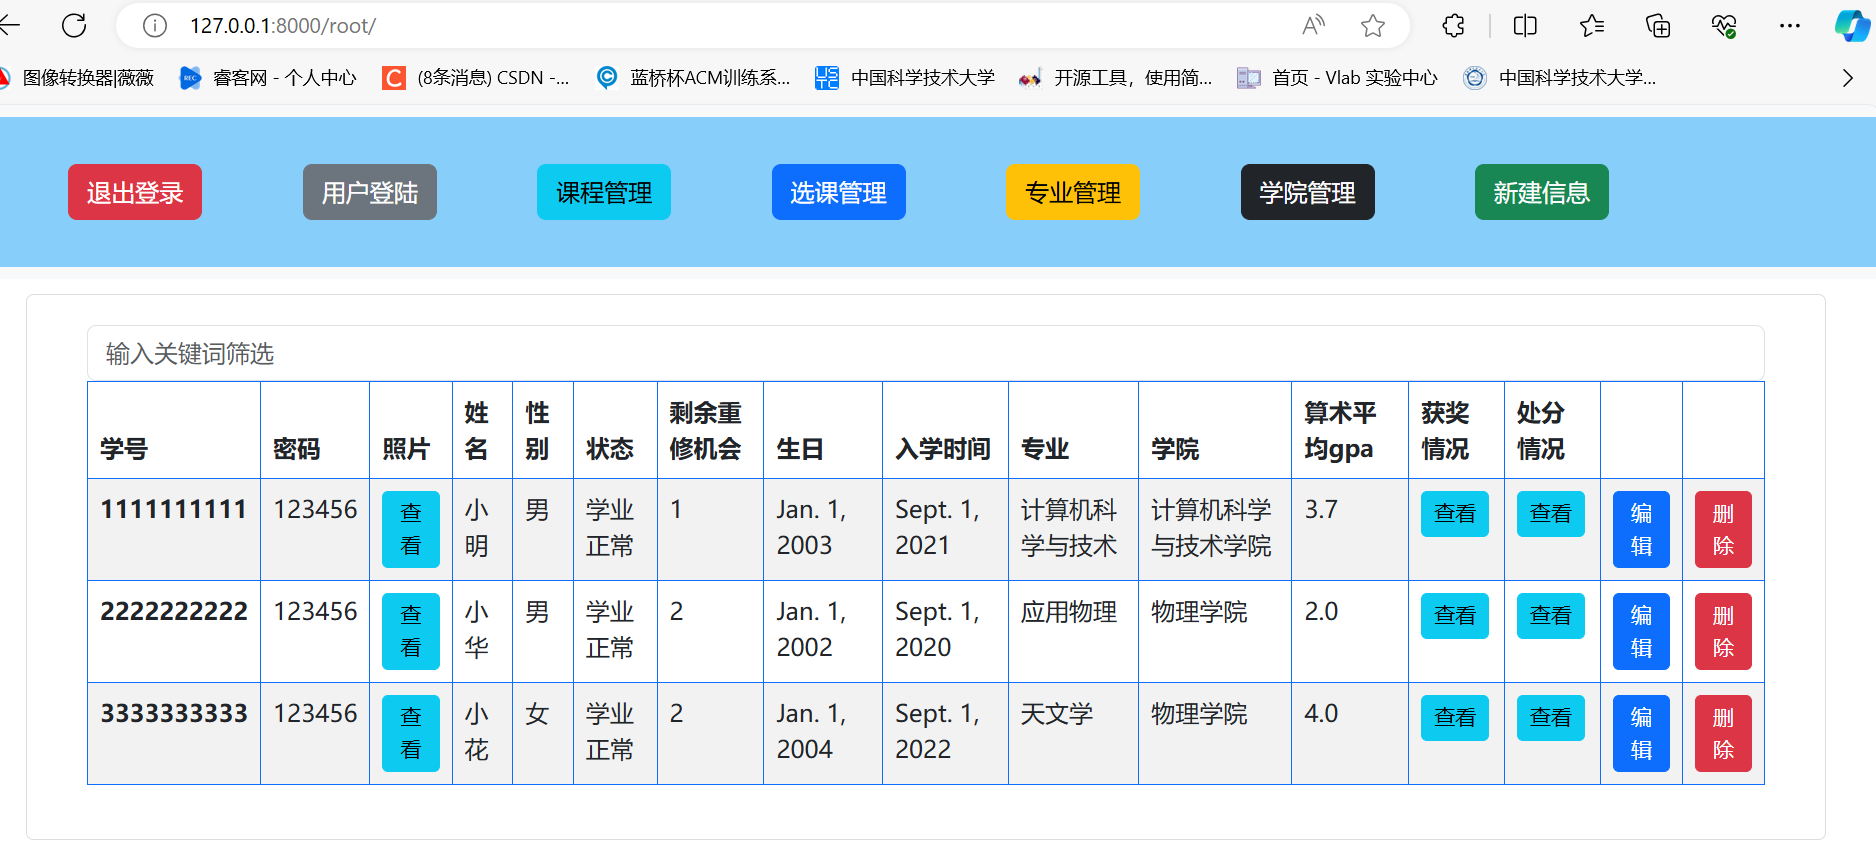 127.0.0.1:8000/root/
图像转换器|薇薇 睿客网 - 个人中心 (8条消息) CSDN -... 蓝桥杯ACM训练系... 中国科学技术大学 开源工具，使用简... 首页 - Vlab 实验中心 中国科学技术大学...
退出登录 用户登陆 课程管理 选课管理 专业管理 学院管理 新建信息
输入关键词筛选
学号 密码 照片 姓名 性别 状态 剩余重修机会 生日 入学时间 专业 学院 算术平均gpa 获奖情况 处分情况
1111111111 123456 查看 小明 男 学业正常 1 Jan. 1, 2003 Sept. 1, 2021 计算机科学与技术 计算机科学与技术学院 3.7 查看 查看 编辑 删除
2222222222 123456 查看 小华 男 学业正常 2 Jan. 1, 2002 Sept. 1, 2020 应用物理 物理学院 2.0 查看 查看 编辑 删除
3333333333 123456 查看 小花 女 学业正常 2 Jan. 1, 2004 Sept. 1, 2022 天文学 物理学院 4.0 查看 查看 编辑 删除